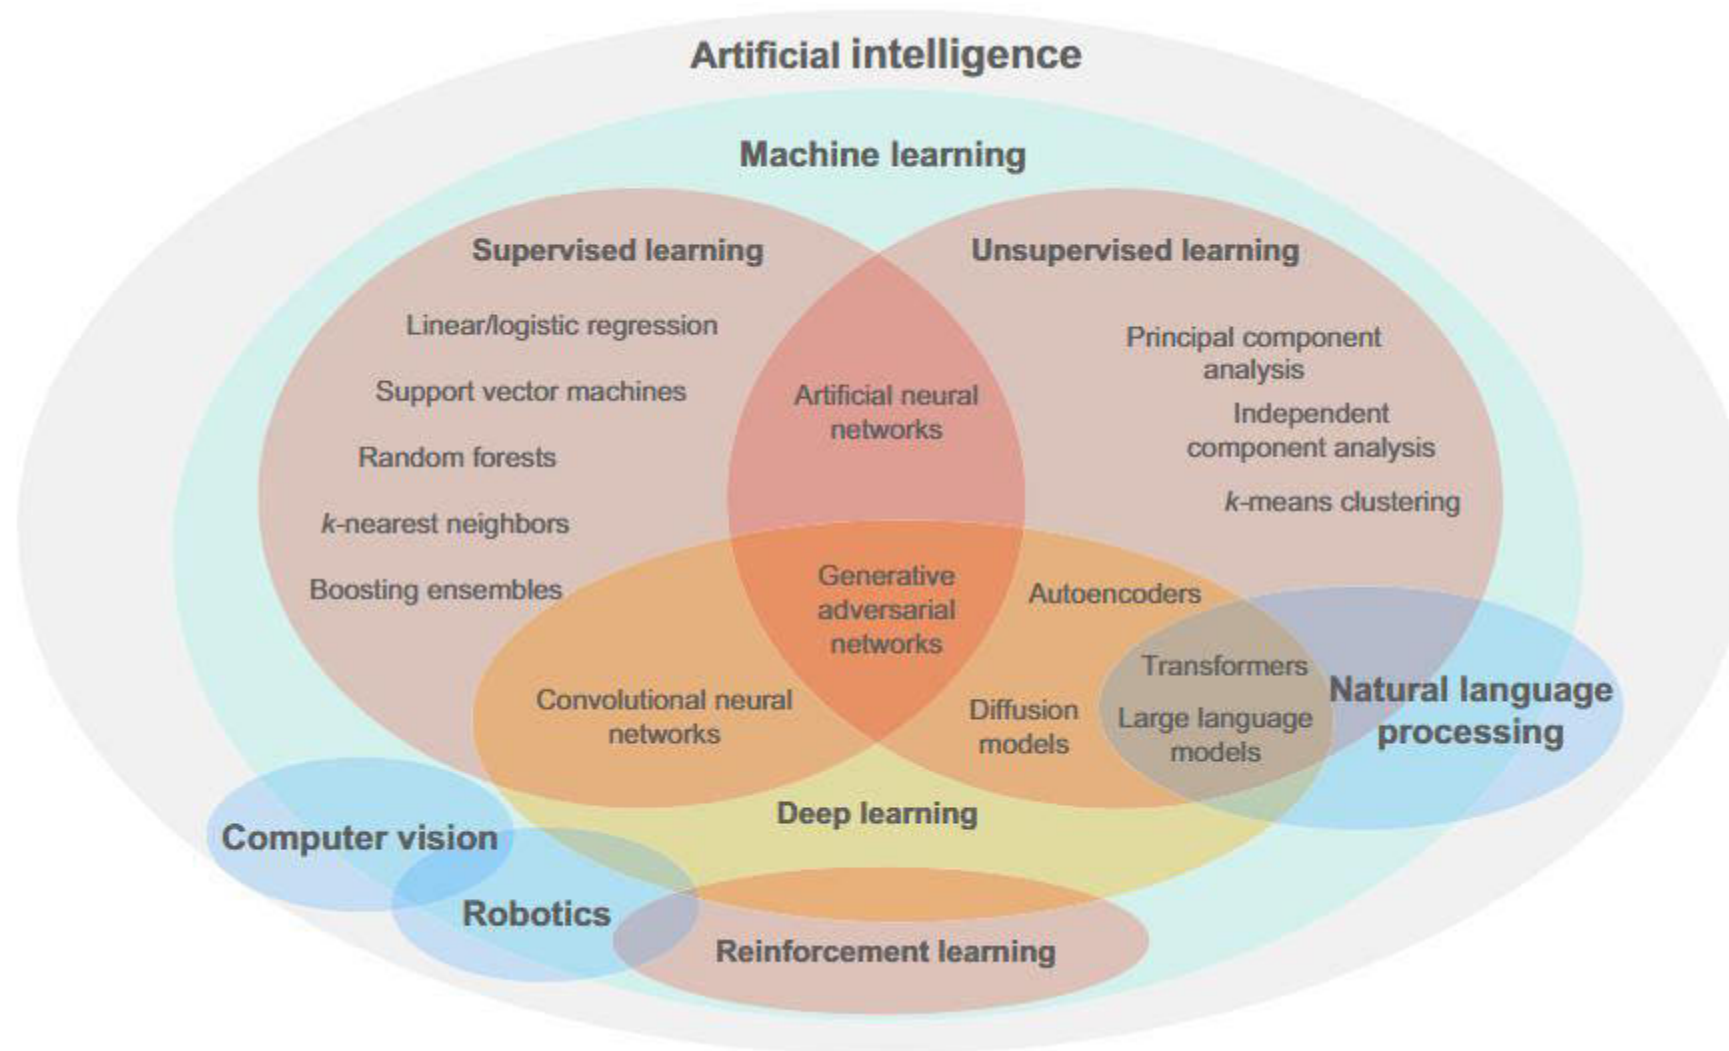 Artificial intelligence
Machine learning
Supervised learning
Linear/logistic regression
Support vector machines
Random forests
k-nearest neighbors
Boosting ensembles
Unsupervised learning
Principal component
analysis
Independent
component analysis
k-means clustering
Artificial neural
networks
Generative
adversarial
networks
Autoencoders
Convolutional neural
networks
Diffusion
models
Transformers
Large language
models
Natural language
processing
Deep learning
Computer vision
Robotics
Reinforcement learning